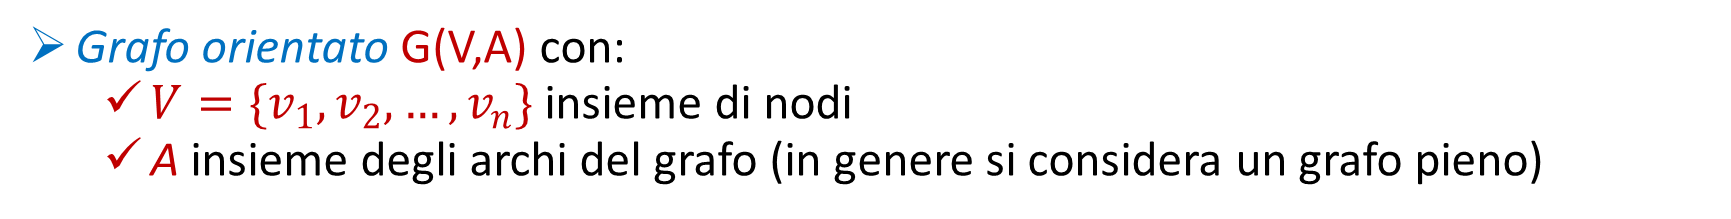 ➢ Grafo orientato G(V,A) con:
✓ V = {v₁, v₂, … , vₙ} insieme di nodi
✓ A insieme degli archi del grafo (in genere si considera un grafo pieno)